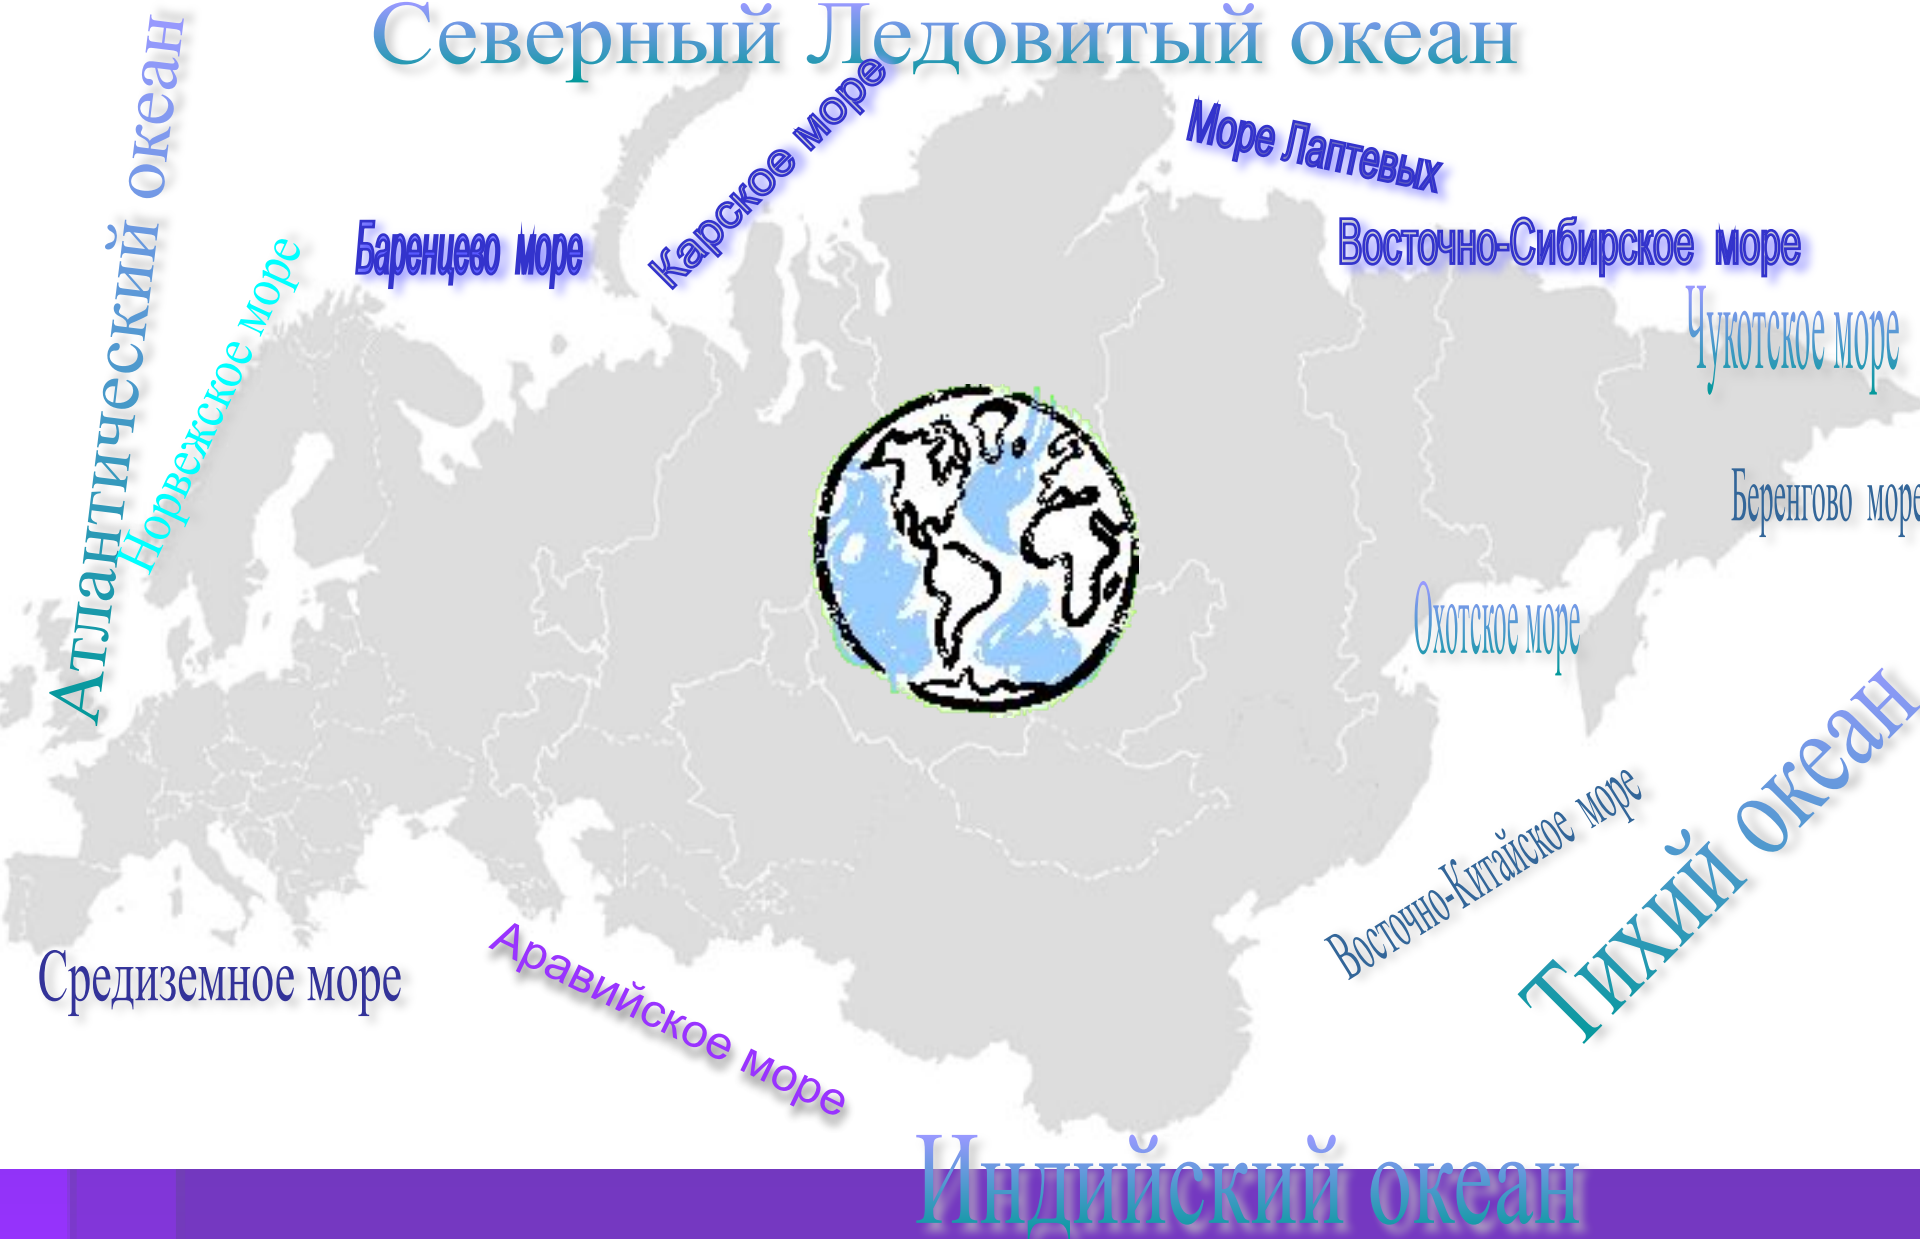 Северный Ледовитый океан
Атлантический океан
Норвежское море
Баренцево море
Карское море
Море Лаптевых
Восточно-Сибирское море
Чукотское море
Беренгово море
Охотское море
Тихий океан
Восточно-Китайское море
Средиземное море
Аравийское море
Индийский океан